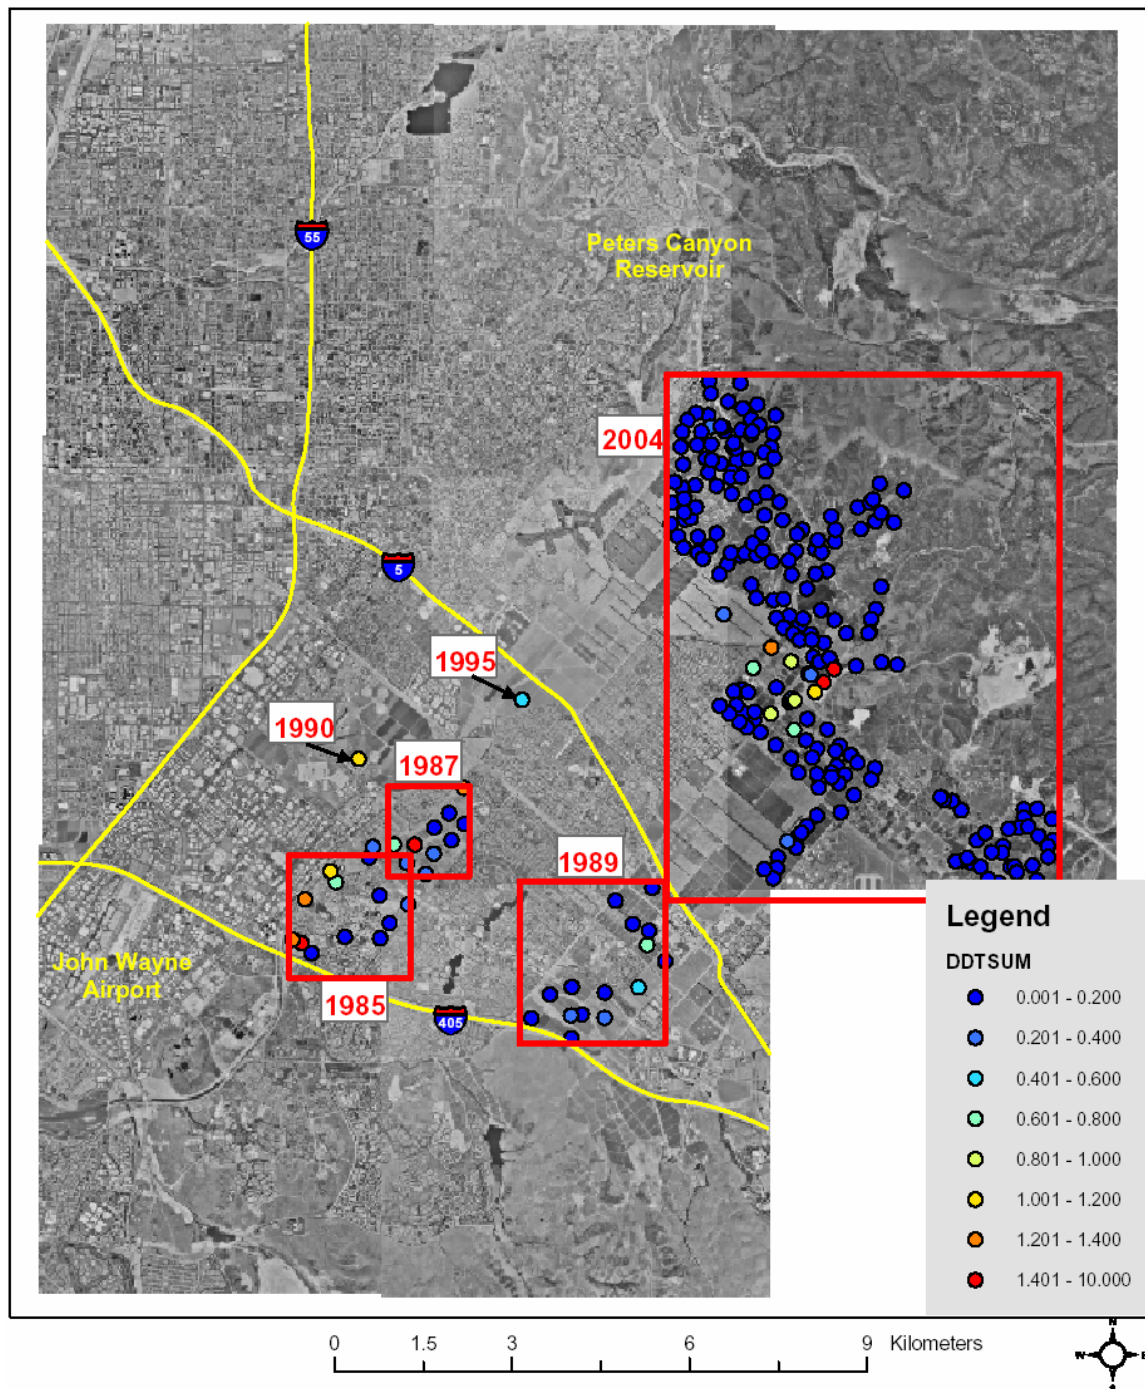 55
Peters Canyon
Reservoir
2004
5
1995
1990
1987
1989
John Wayne
Airport
1985
405
Legend
DDTSUM
0.001 - 0.200
0.201 - 0.400
0.401 - 0.600
0.601 - 0.800
0.801 - 1.000
1.001 - 1.200
1.201 - 1.400
1.401 - 10.000
0 1.5 3 6 9 Kilometers
N
W E
S